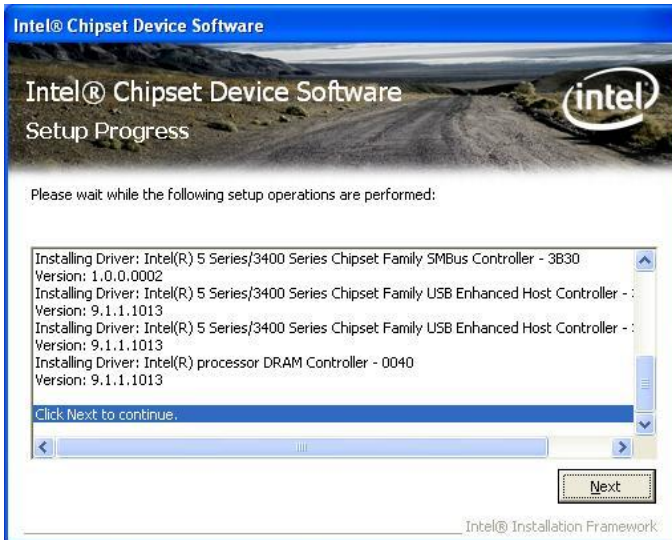 Intel® Chipset Device Software
Intel® Chipset Device Software
intel
Setup Progress
Please wait while the following setup operations are performed:
Installing Driver: Intel(R) 5 Series/3400 Series Chipset Family SMBus Controller - 3B30
Version: 1.0.0.0002
Installing Driver: Intel(R) 5 Series/3400 Series Chipset Family USB Enhanced Host Controller -
Version: 9.1.1.1013
Installing Driver: Intel(R) 5 Series/3400 Series Chipset Family USB Enhanced Host Controller -
Version: 9.1.1.1013
Installing Driver: Intel(R) processor DRAM Controller - 0040
Version: 9.1.1.1013
Click Next to continue.
Next
Intel® Installation Framework